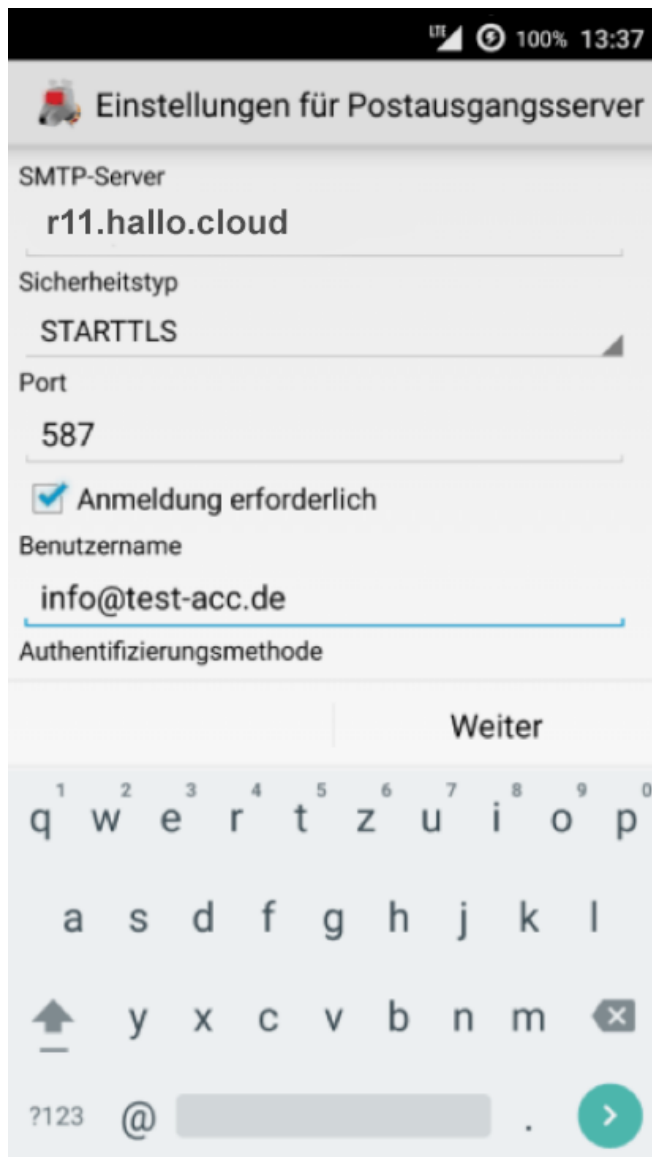 LTE 100% 13:37
Einstellungen für Postausgangsserver
SMTP-Server
r11.hallo.cloud
Sicherheitstyp
STARTTLS
Port
587
Anmeldung erforderlich
Benutzername
info@test-acc.de
Authentifizierungsmethode
Weiter
1 2 3 4 5 6 7 8 9 0
q w e r t z u i o p
a s d f g h j k l
y x c v b n m
?123 @ .